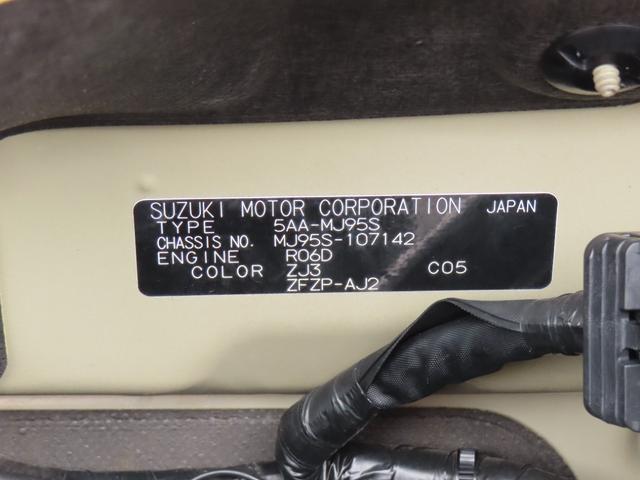 SUZUKI MOTOR CORPORATION JAPAN
TYPE 5AA-MJ95S
CHASSIS NO. MJ95S-107142
ENGINE R06D
COLOR ZJ3 C05
ZFZP-AJ2